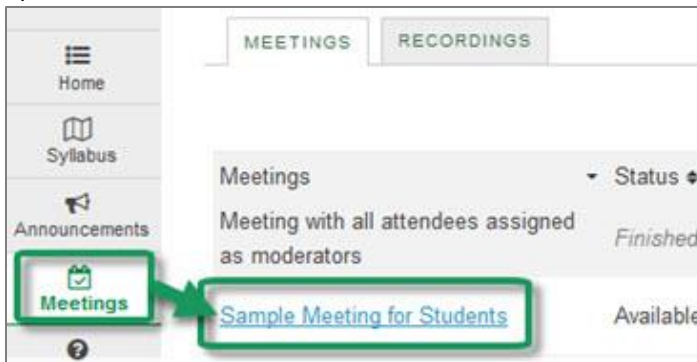 MEETINGS
RECORDINGS
Home
Syllabus
Announcements
Meetings
Meetings
Status
Meeting with all attendees assigned
as moderators
Finished
Sample Meeting for Students
Available